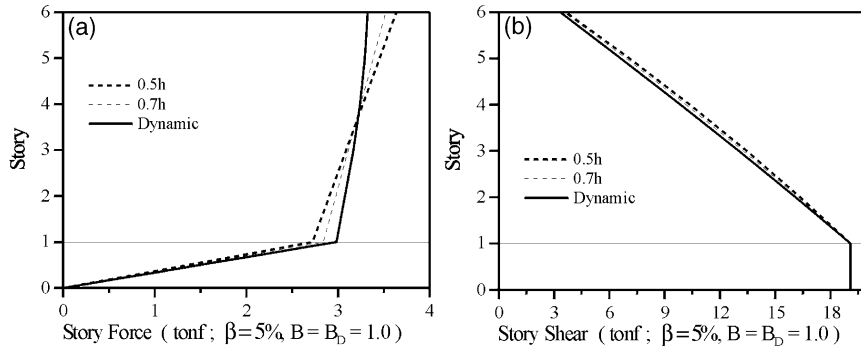 (a)
6
5
4
3
2
1
0
Story
0.5h
0.7h
Dynamic
0 1 2 3 4
Story Force ( tonf ; β=5%, B = B_D = 1.0 )
(b)
6
5
4
3
2
1
0
Story
0.5h
0.7h
Dynamic
0 3 6 9 12 15 18
Story Shear ( tonf ; β=5%, B = B_D = 1.0 )